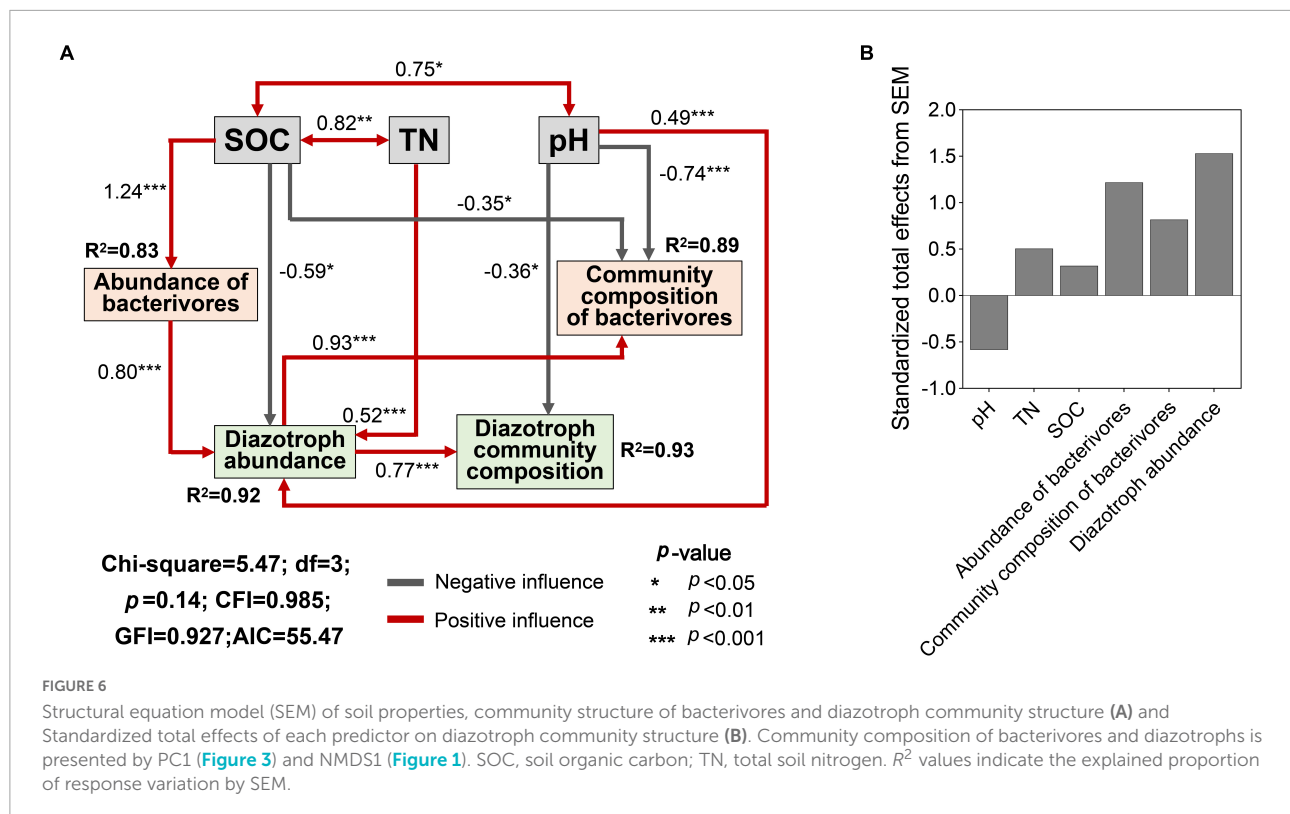 A
0.75*
0.49***
SOC
0.82**
TN
pH
1.24***
-0.74***
-0.35*
R²=0.83
-0.59*
-0.36*
R²=0.89
Abundance of
bacterivores
Community
composition
of bacterivores
0.93***
0.80***
0.52***
Diazotroph
abundance
0.77***
Diazotroph
community
composition
R²=0.93
R²=0.92
Chi-square=5.47; df=3;
p=0.14; CFI=0.985;
GFI=0.927;AIC=55.47
Negative influence
Positive influence
p-value
* p<0.05
** p<0.01
*** p<0.001
B
Standardized total effects from SEM
2.0
1.5
1.0
0.5
0.0
-0.5
-1.0
pH
TN
SOC
Abundance of bacterivores
Community composition of bacterivores
Diazotroph abundance
FIGURE 6
Structural equation model (SEM) of soil properties, community structure of bacterivores and diazotroph community structure (A) and
Standardized total effects of each predictor on diazotroph community structure (B). Community composition of bacterivores and diazotrophs is
presented by PC1 (Figure 3) and NMDS1 (Figure 1). SOC, soil organic carbon; TN, total soil nitrogen. R² values indicate the explained proportion
of response variation by SEM.